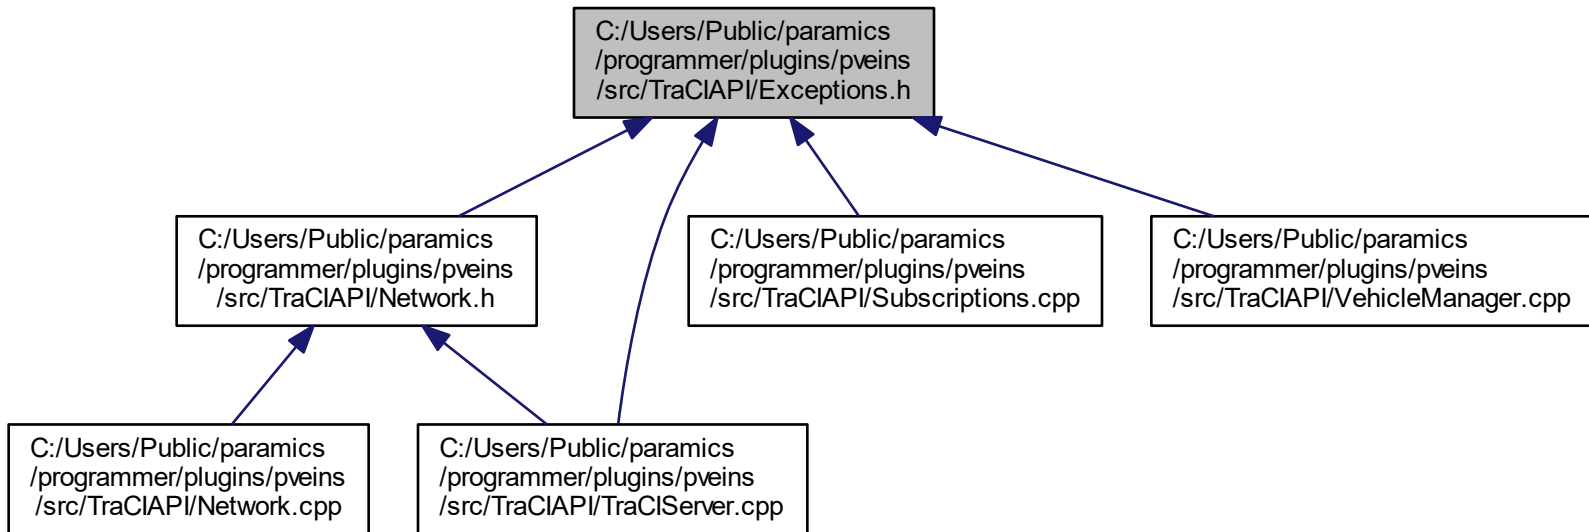 C:/Users/Public/paramics
/programmer/plugins/pveins
/src/TraCIAPI/Exceptions.h
C:/Users/Public/paramics
/programmer/plugins/pveins
/src/TraCIAPI/Network.h
C:/Users/Public/paramics
/programmer/plugins/pveins
/src/TraCIAPI/Subscriptions.cpp
C:/Users/Public/paramics
/programmer/plugins/pveins
/src/TraCIAPI/VehicleManager.cpp
C:/Users/Public/paramics
/programmer/plugins/pveins
/src/TraCIAPI/Network.cpp
C:/Users/Public/paramics
/programmer/plugins/pveins
/src/TraCIAPI/TraCIServer.cpp